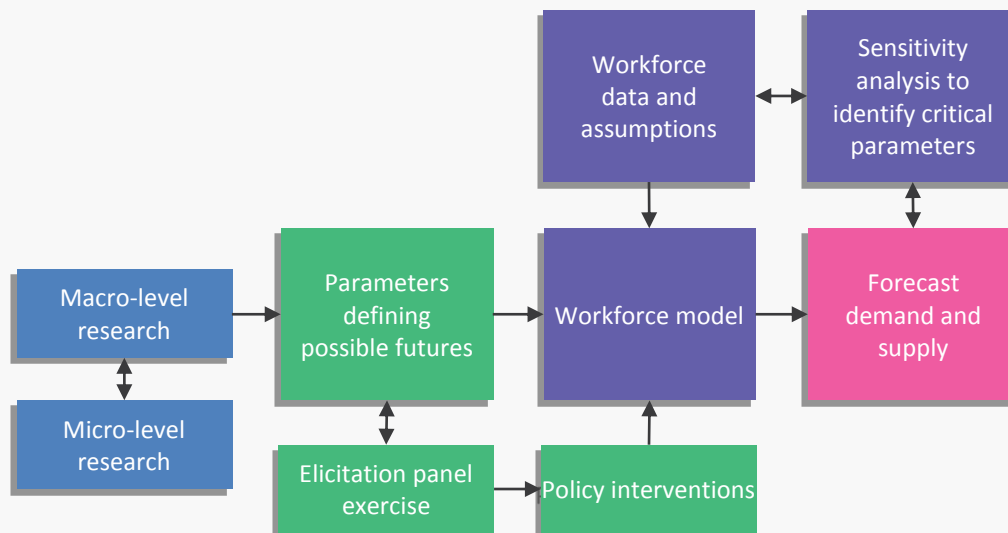 Workforce
data and
assumptions
Sensitivity
analysis to
identify critical
parameters
Macro-level
research
Parameters
defining
possible futures
Workforce model
Forecast
demand and
supply
Micro-level
research
Elicitation panel
exercise
Policy interventions